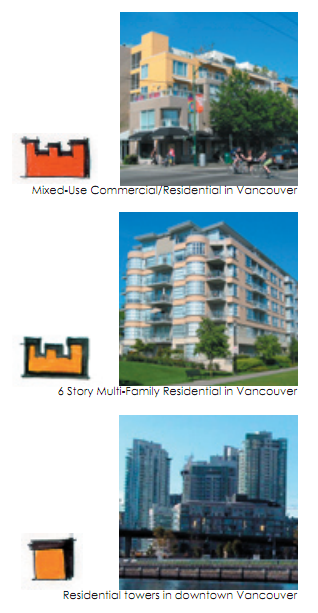 Mixed-Use Commercial/Residential in Vancouver
6 Story Multi-Family Residential in Vancouver
Residential towers in downtown Vancouver